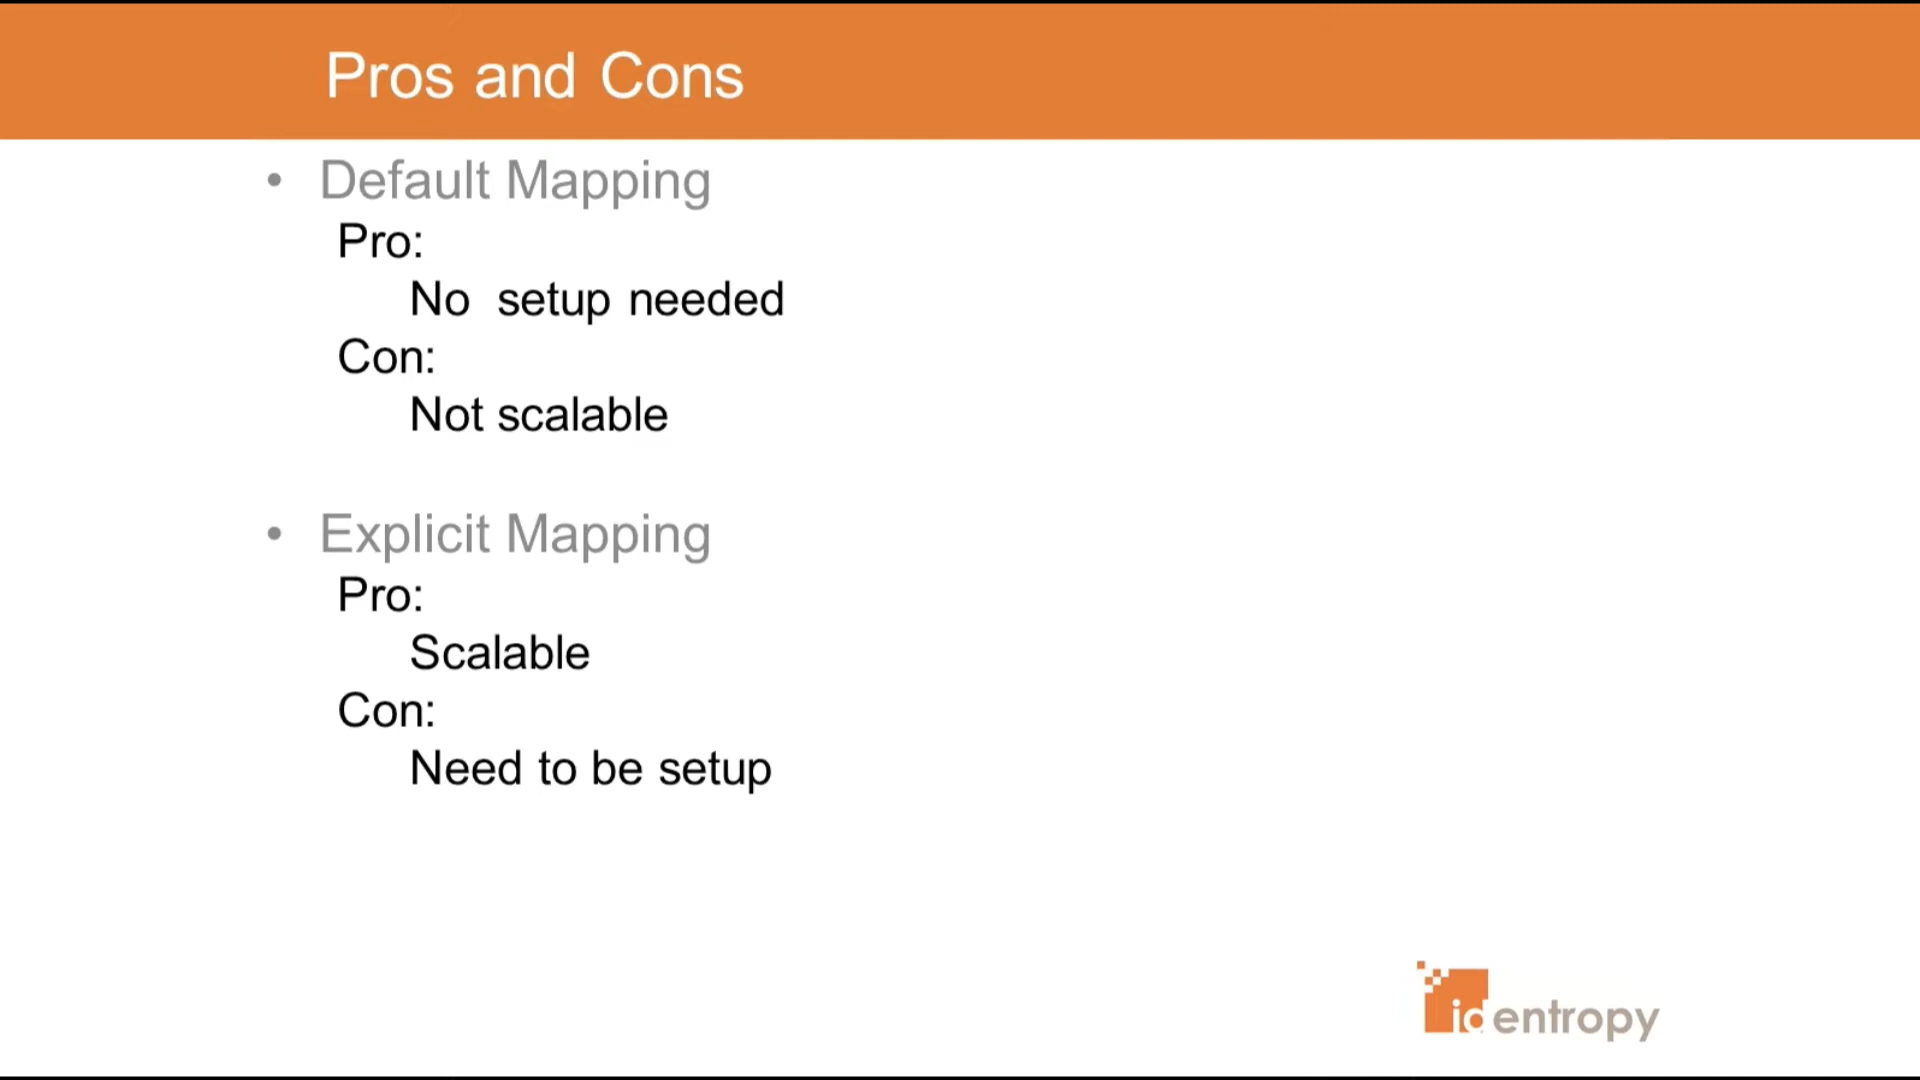 Pros and Cons
• Default Mapping
Pro:
No setup needed
Con:
Not scalable
• Explicit Mapping
Pro:
Scalable
Con:
Need to be setup
identropy